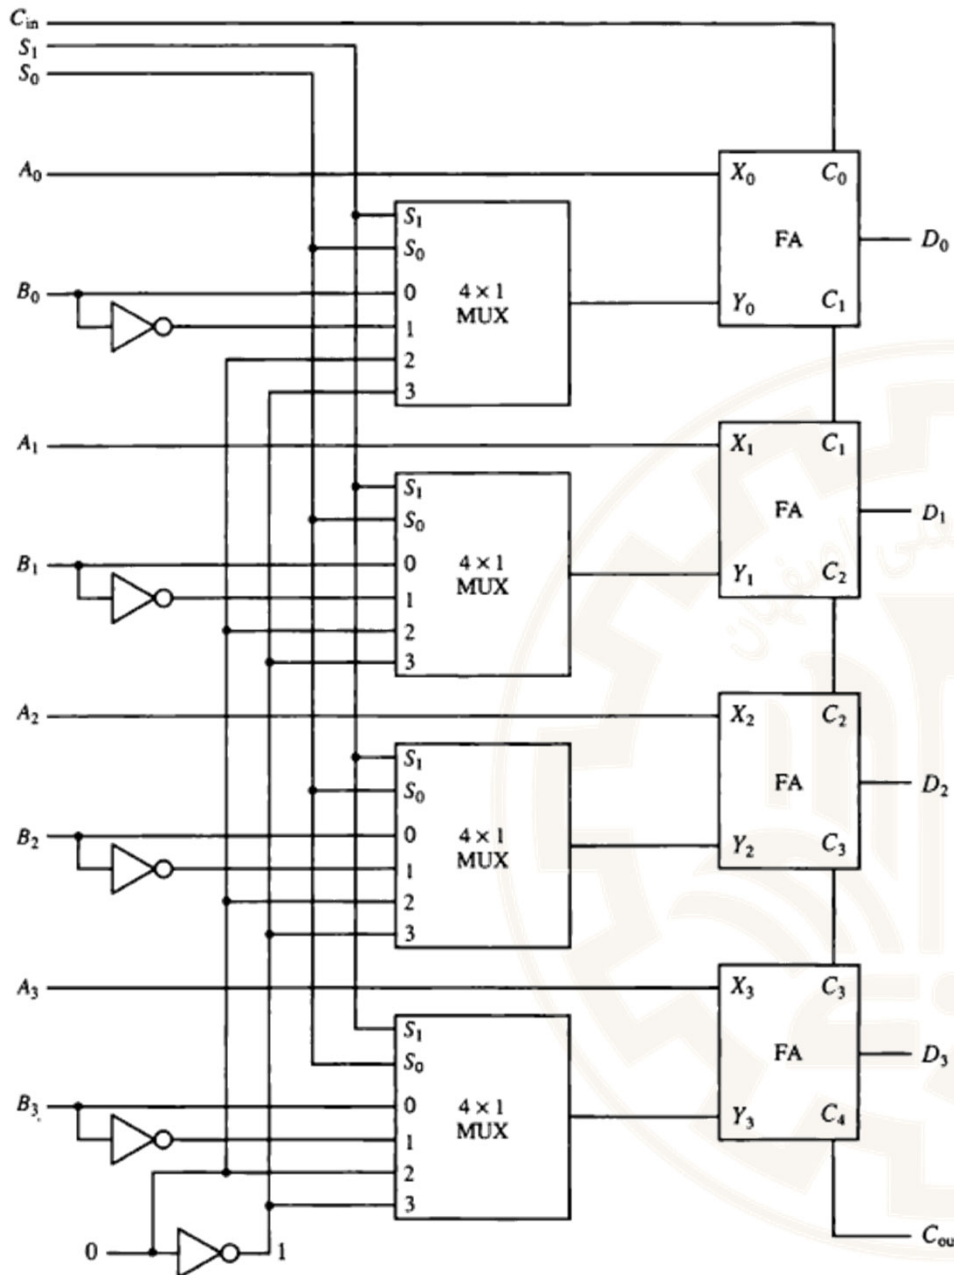 C_in
S_1
S_0
A_0
X_0 C_0
S_1
S_0
FA
D_0
B_0
0
4 × 1
MUX
Y_0 C_1
1
2
3
A_1
X_1 C_1
S_1
S_0
FA
D_1
B_1
0
4 × 1
MUX
Y_1 C_2
1
2
3
A_2
X_2 C_2
S_1
S_0
FA
D_2
B_2
0
4 × 1
MUX
Y_2 C_3
1
2
3
A_3
X_3 C_3
S_1
S_0
FA
D_3
B_3
0
4 × 1
MUX
Y_3 C_4
1
2
3
0
1
C_ou